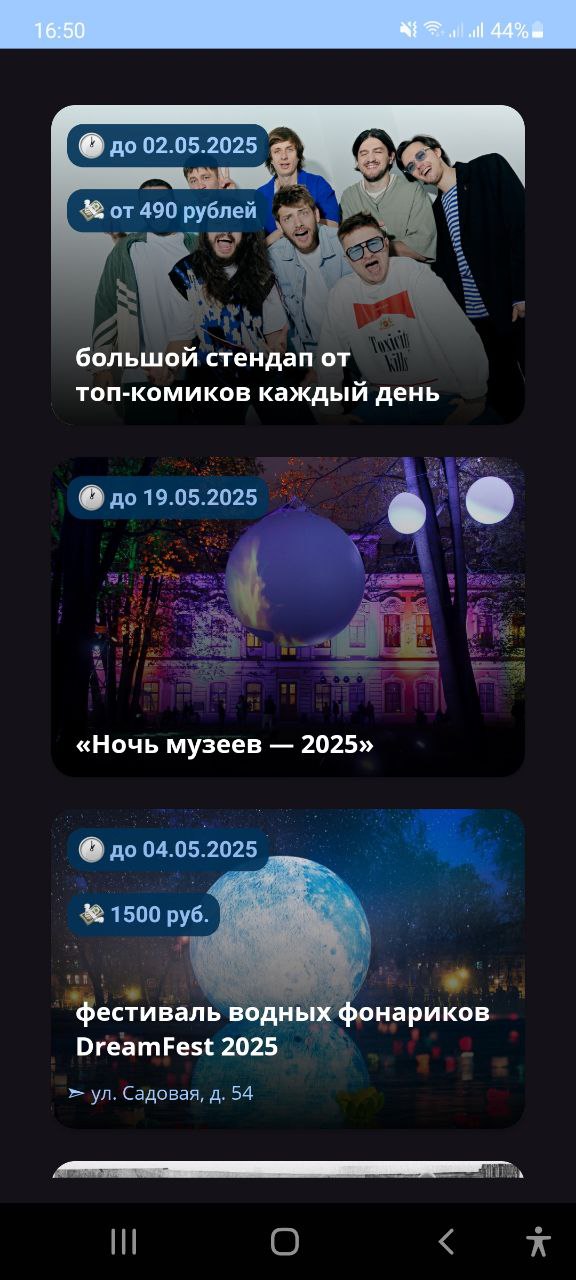 16:50
44%
до 02.05.2025
от 490 рублей
Toxicity
kills
большой стендап от
топ-комиков каждый день
до 19.05.2025
«Ночь музеев — 2025»
до 04.05.2025
1500 руб.
фестиваль водных фонариков
DreamFest 2025
➣ ул. Садовая, д. 54